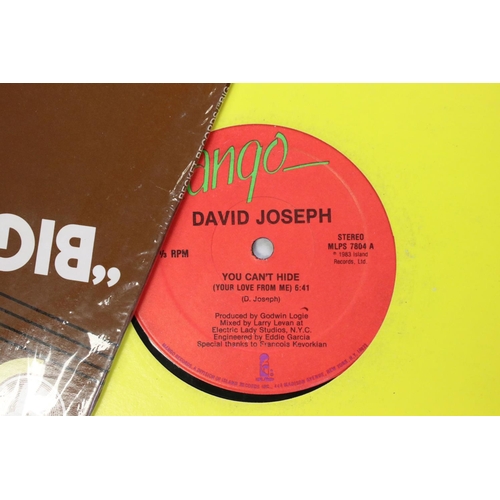 ango
DAVID JOSEPH
STEREO
MLPS 7804 A
℗ 1983 Island
Records, Ltd.
⅓ RPM
YOU CAN'T HIDE
(YOUR LOVE FROM ME) 5:41
(D. Joseph)
Produced by Godwin Logie
Mixed by Larry Levan at
Electric Lady Studios, N.Y.C.
Engineered by Eddie Garcia
Special thanks to Francois Kevorkian
"BIG